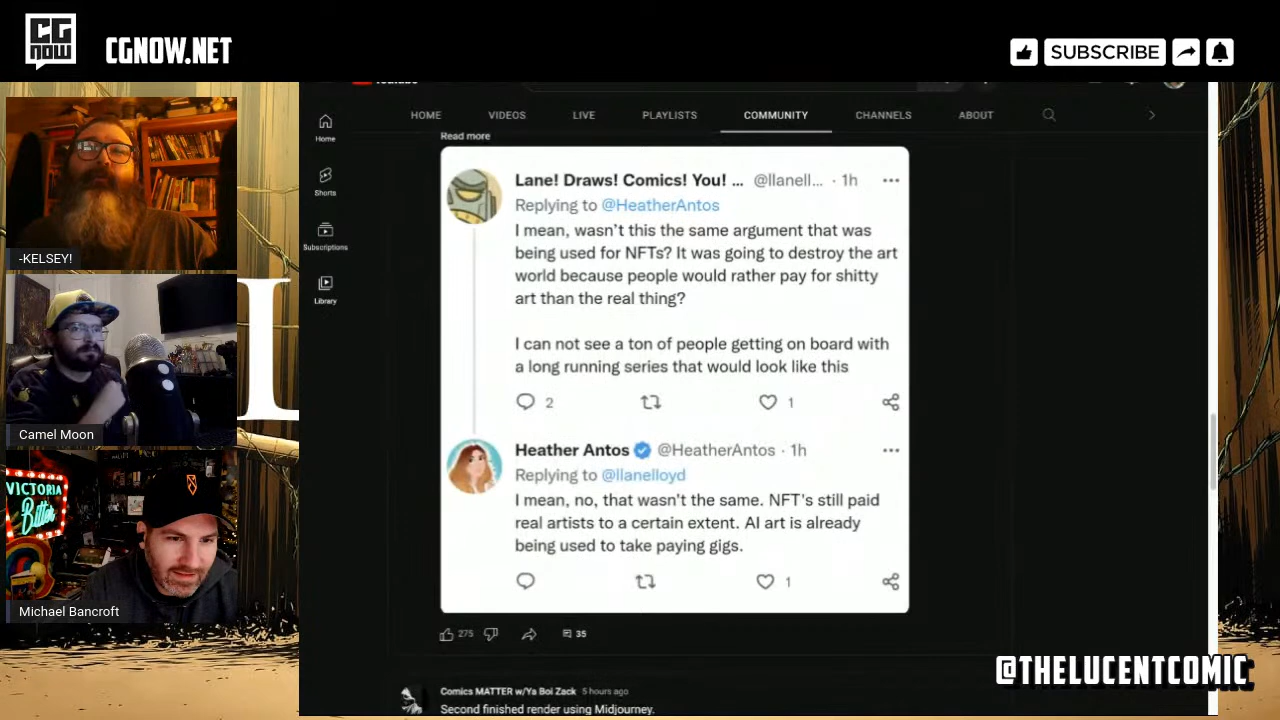 CG
NOW
CGNOW.NET
SUBSCRIBE
HOME
VIDEOS
LIVE
PLAYLISTS
COMMUNITY
CHANNELS
ABOUT
Home
Shorts
Subscriptions
Library
Read more
Lane! Draws! Comics! You! ... @llanell... · 1h
Replying to @HeatherAntos
I mean, wasn't this the same argument that was
being used for NFTs? It was going to destroy the art
world because people would rather pay for shitty
art than the real thing?
I can not see a ton of people getting on board with
a long running series that would look like this
2
1
Heather Antos @HeatherAntos · 1h
Replying to @llanelloyd
I mean, no, that wasn't the same. NFT's still paid
real artists to a certain extent. AI art is already
being used to take paying gigs.
1
275
35
Comics MATTER w/Ya Boi Zack 5 hours ago
Second finished render using Midjourney.
-KELSEY!
Camel Moon
VICTORIA
Bitter
Michael Bancroft
@THELUCENTCOMIC